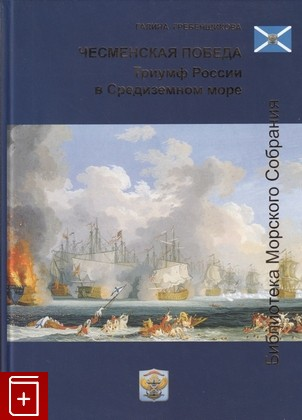 ГАЛИНА ГРЕБЕНЩИКОВА
ЧЕСМЕНСКАЯ ПОБЕДА
Триумф России
в Средиземном море
Библиотека Морского Собрания